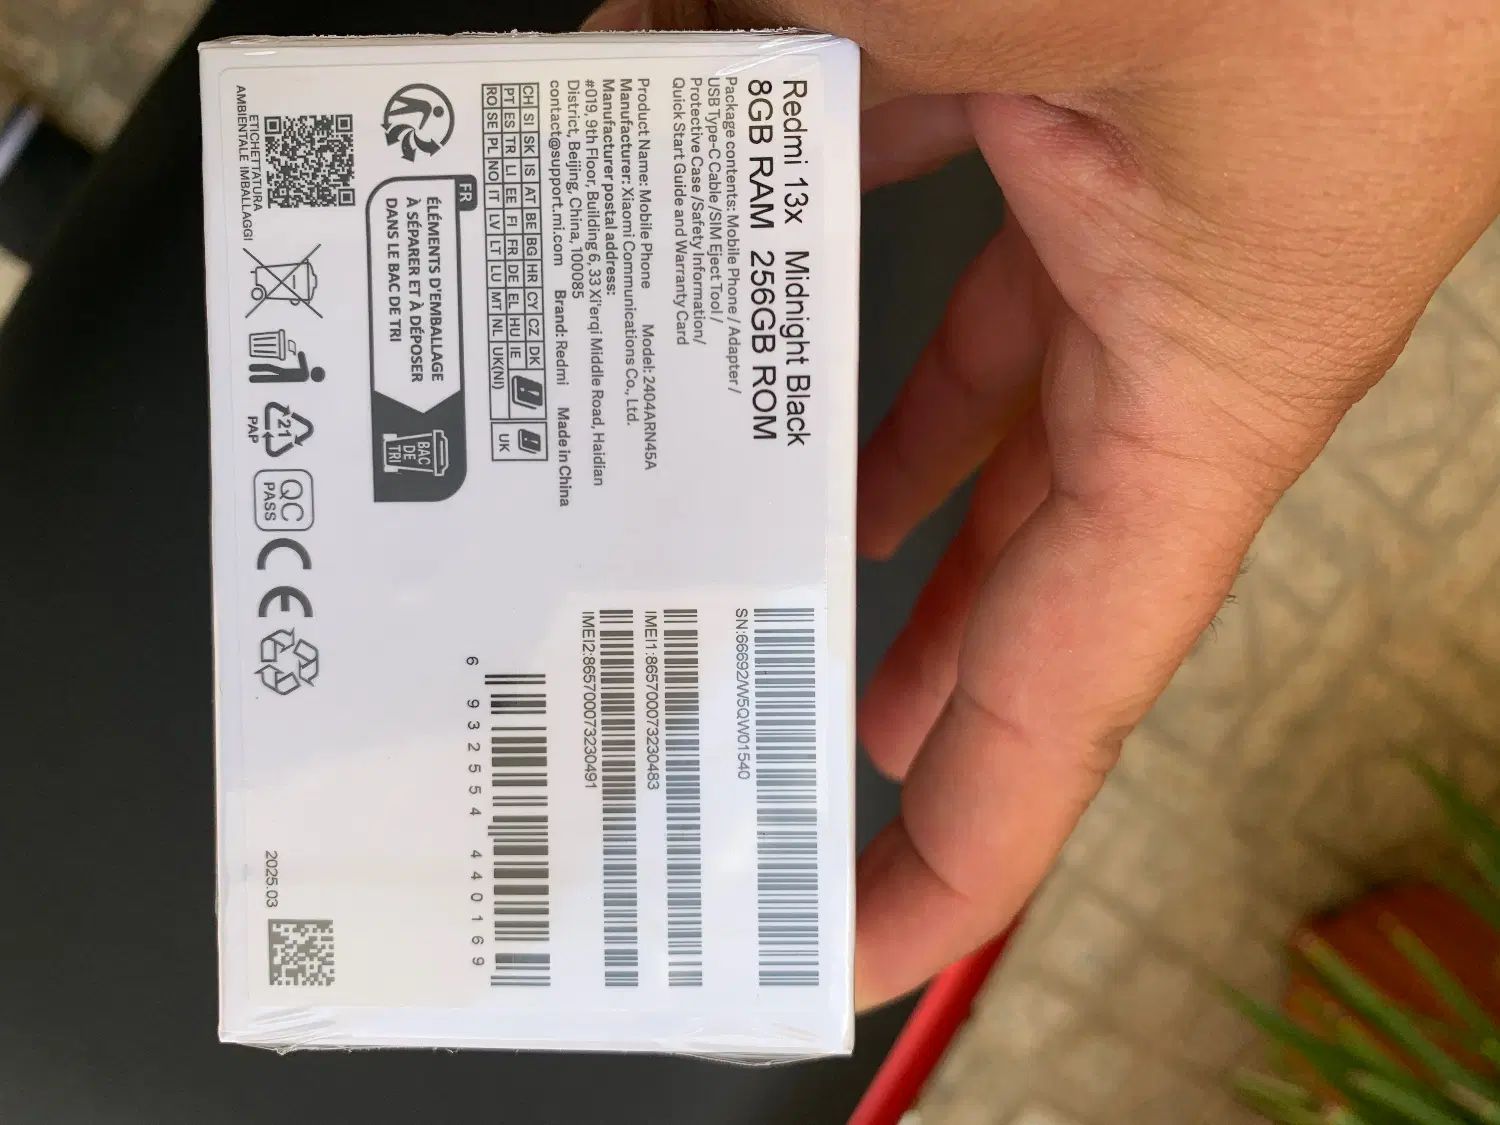 Redmi 13x Midnight Black
8GB RAM 256GB ROM
Package contents: Mobile Phone / Adapter /
USB Type-C Cable /SIM Eject Tool /
Protective Case /Safety Information/
Quick Start Guide and Warranty Card
Product Name: Mobile Phone Model: 2404ARN45A
Manufacturer: Xiaomi Communications Co., Ltd.
Manufacturer postal address:
#019, 9th Floor, Building 6, 33 Xi'erqi Middle Road, Haidian
District, Beijing, China, 100085
contact@support.mi.com Brand: Redmi Made in China
CH SI SK IS AT BE BG HR CY CZ DK
PT ES TR LI EE FI FR DE EL HU IE
RO SE PL NO IT LV LT LU MT NL UK(NI)
UK
FR
ÉLÉMENTS D'EMBALLAGE
À SÉPARER ET À DÉPOSER
DANS LE BAC DE TRI
BAC
DE
TRI
ETICHETTATURA
AMBIENTALE IMBALLAGGI
21
PAP
QC
PASS
CE
SN:66692/W5QW01540
IMEI1:865700073230483
IMEI2:865700073230491
6 932554 440169
2025.03